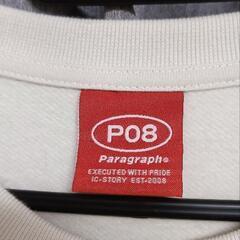 P08
Paragraph®
EXECUTED WITH PRIDE
IC-STORY EST-2008